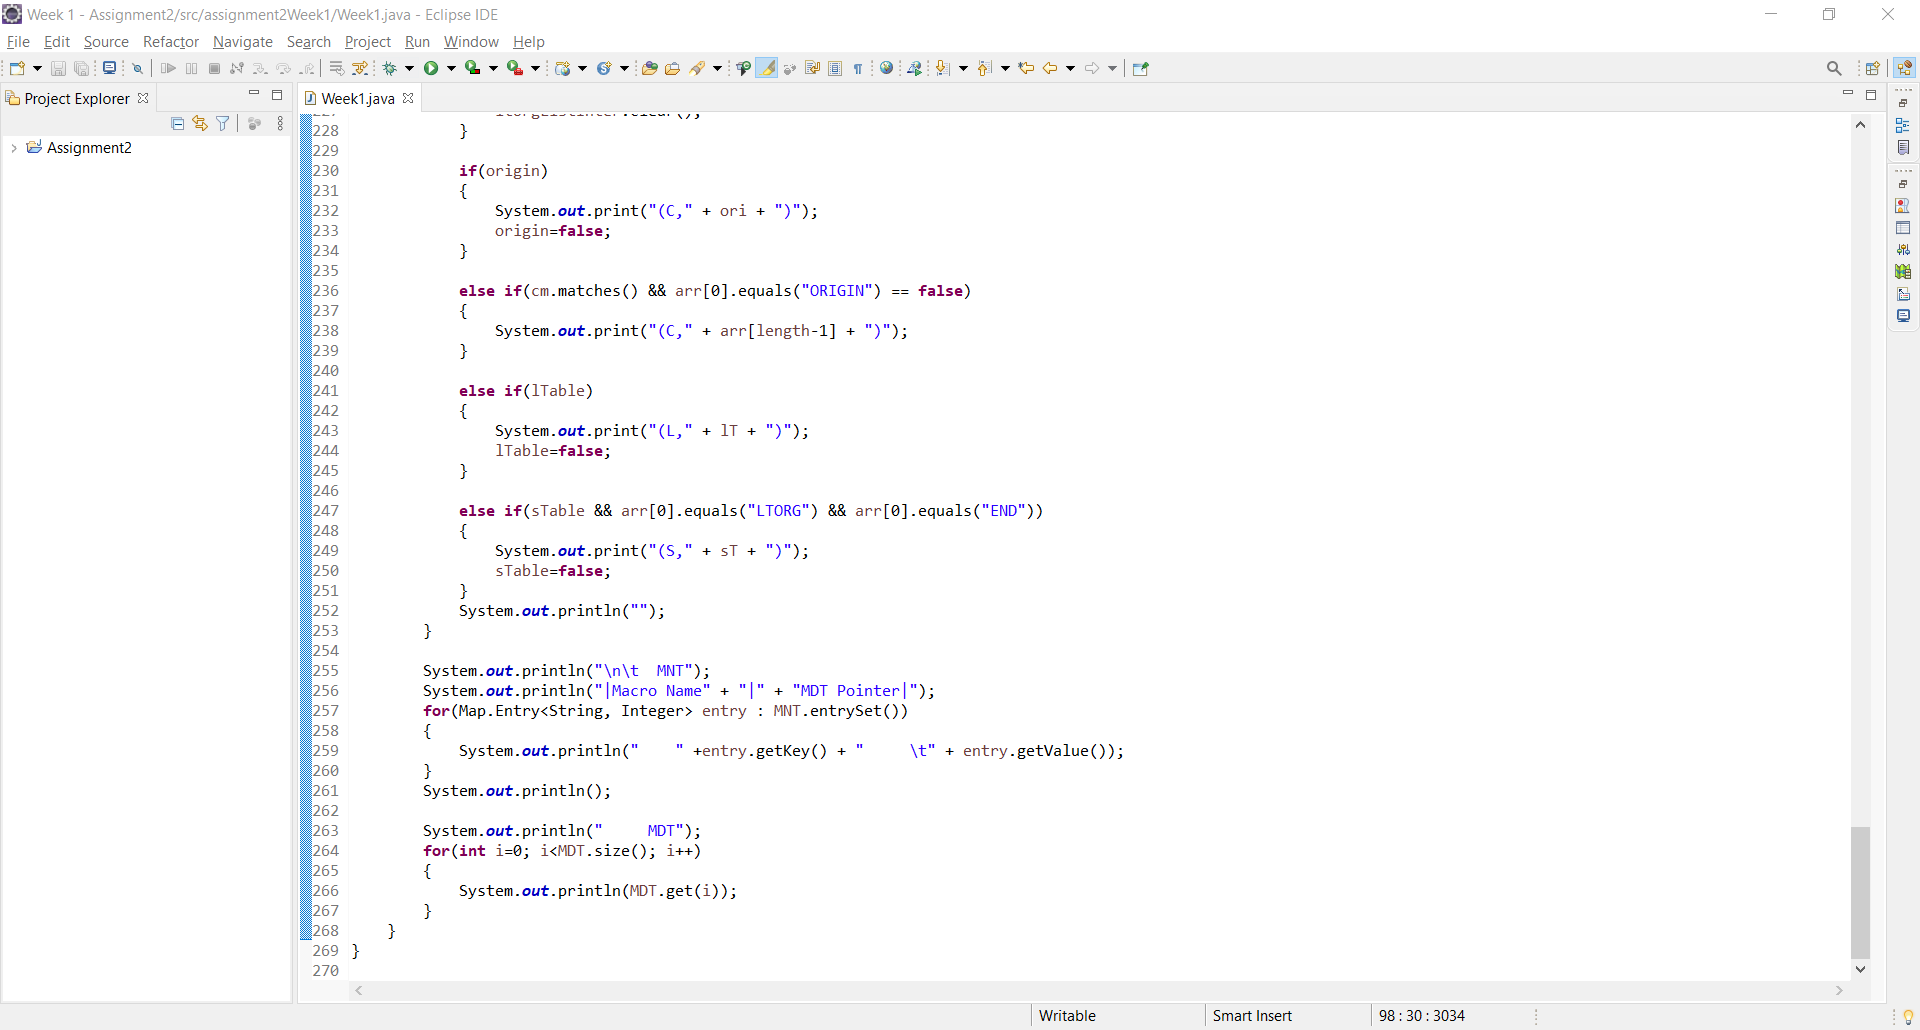 Week 1 - Assignment2/src/assignment2Week1/Week1.java - Eclipse IDE
File Edit Source Refactor Navigate Search Project Run Window Help
Project Explorer
Week1.java
Assignment2
228 }
229
230 if(origin)
231 {
232 System.out.print("(C," + ori + ")");
233 origin=false;
234 }
235
236 else if(cm.matches() && arr[0].equals("ORIGIN") == false)
237 {
238 System.out.print("(C," + arr[length-1] + ")");
239 }
240
241 else if(lTable)
242 {
243 System.out.print("(L," + lT + ")");
244 lTable=false;
245 }
246
247 else if(sTable && arr[0].equals("LTORG") && arr[0].equals("END"))
248 {
249 System.out.print("(S," + sT + ")");
250 sTable=false;
251 }
252 System.out.println("");
253 }
254
255 System.out.println("\n\t  MNT");
256 System.out.println("|Macro Name" + "|" + "MDT Pointer|");
257 for(Map.Entry<String, Integer> entry : MNT.entrySet())
258 {
259 System.out.println("    " +entry.getKey() + "     \t" + entry.getValue());
260 }
261 System.out.println();
262
263 System.out.println("     MDT");
264 for(int i=0; i<MDT.size(); i++)
265 {
266 System.out.println(MDT.get(i));
267 }
268 }
269 }
270
Writable Smart Insert 98 : 30 : 3034